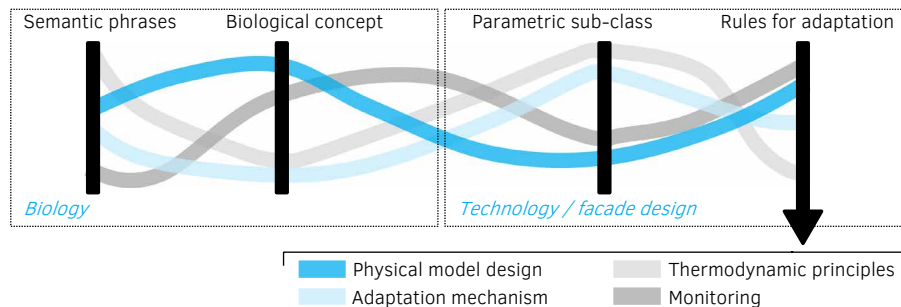 Semantic phrases
Biological concept
Parametric sub-class
Rules for adaptation
Biology
Technology / facade design
Physical model design
Thermodynamic principles
Adaptation mechanism
Monitoring